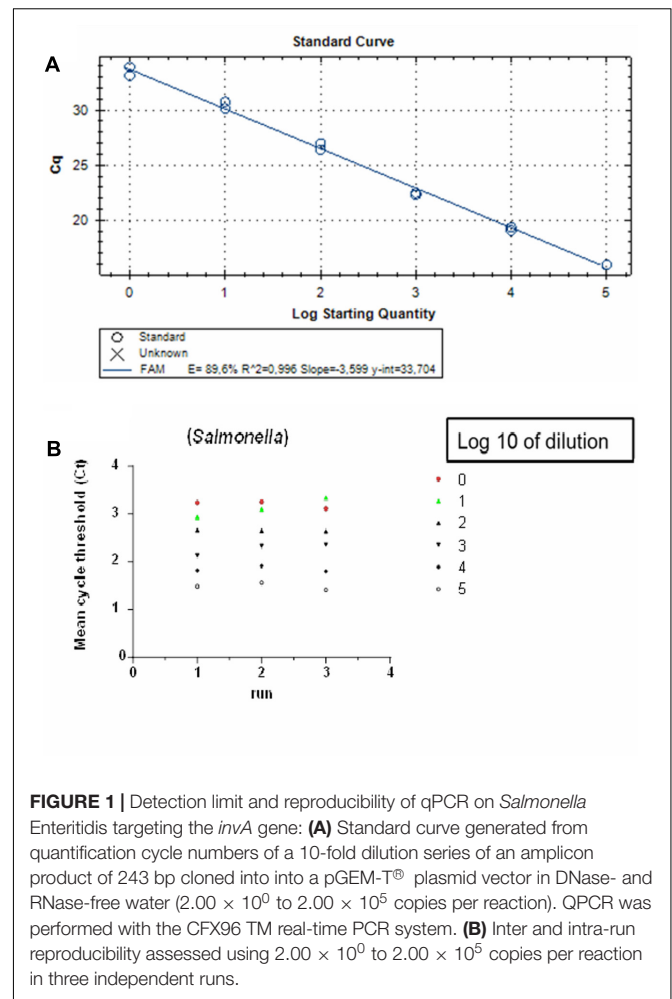 Standard Curve
A
Cq
30
25
20
0 1 2 3 4 5
Log Starting Quantity
Standard
Unknown
FAM E= 89,6% R^2=0,996 Slope=-3,599 y-int=33,704
B
(Salmonella)
Log 10 of dilution
Mean cycle threshold (Ct)
4
3
2
1
0
0 1 2 3 4
run
0
1
2
3
4
5
FIGURE 1 | Detection limit and reproducibility of qPCR on Salmonella
Enteritidis targeting the invA gene: (A) Standard curve generated from
quantification cycle numbers of a 10-fold dilution series of an amplicon
product of 243 bp cloned into into a pGEM-T® plasmid vector in DNase- and
RNase-free water (2.00 × 10⁰ to 2.00 × 10⁵ copies per reaction). QPCR was
performed with the CFX96 TM real-time PCR system. (B) Inter and intra-run
reproducibility assessed using 2.00 × 10⁰ to 2.00 × 10⁵ copies per reaction
in three independent runs.